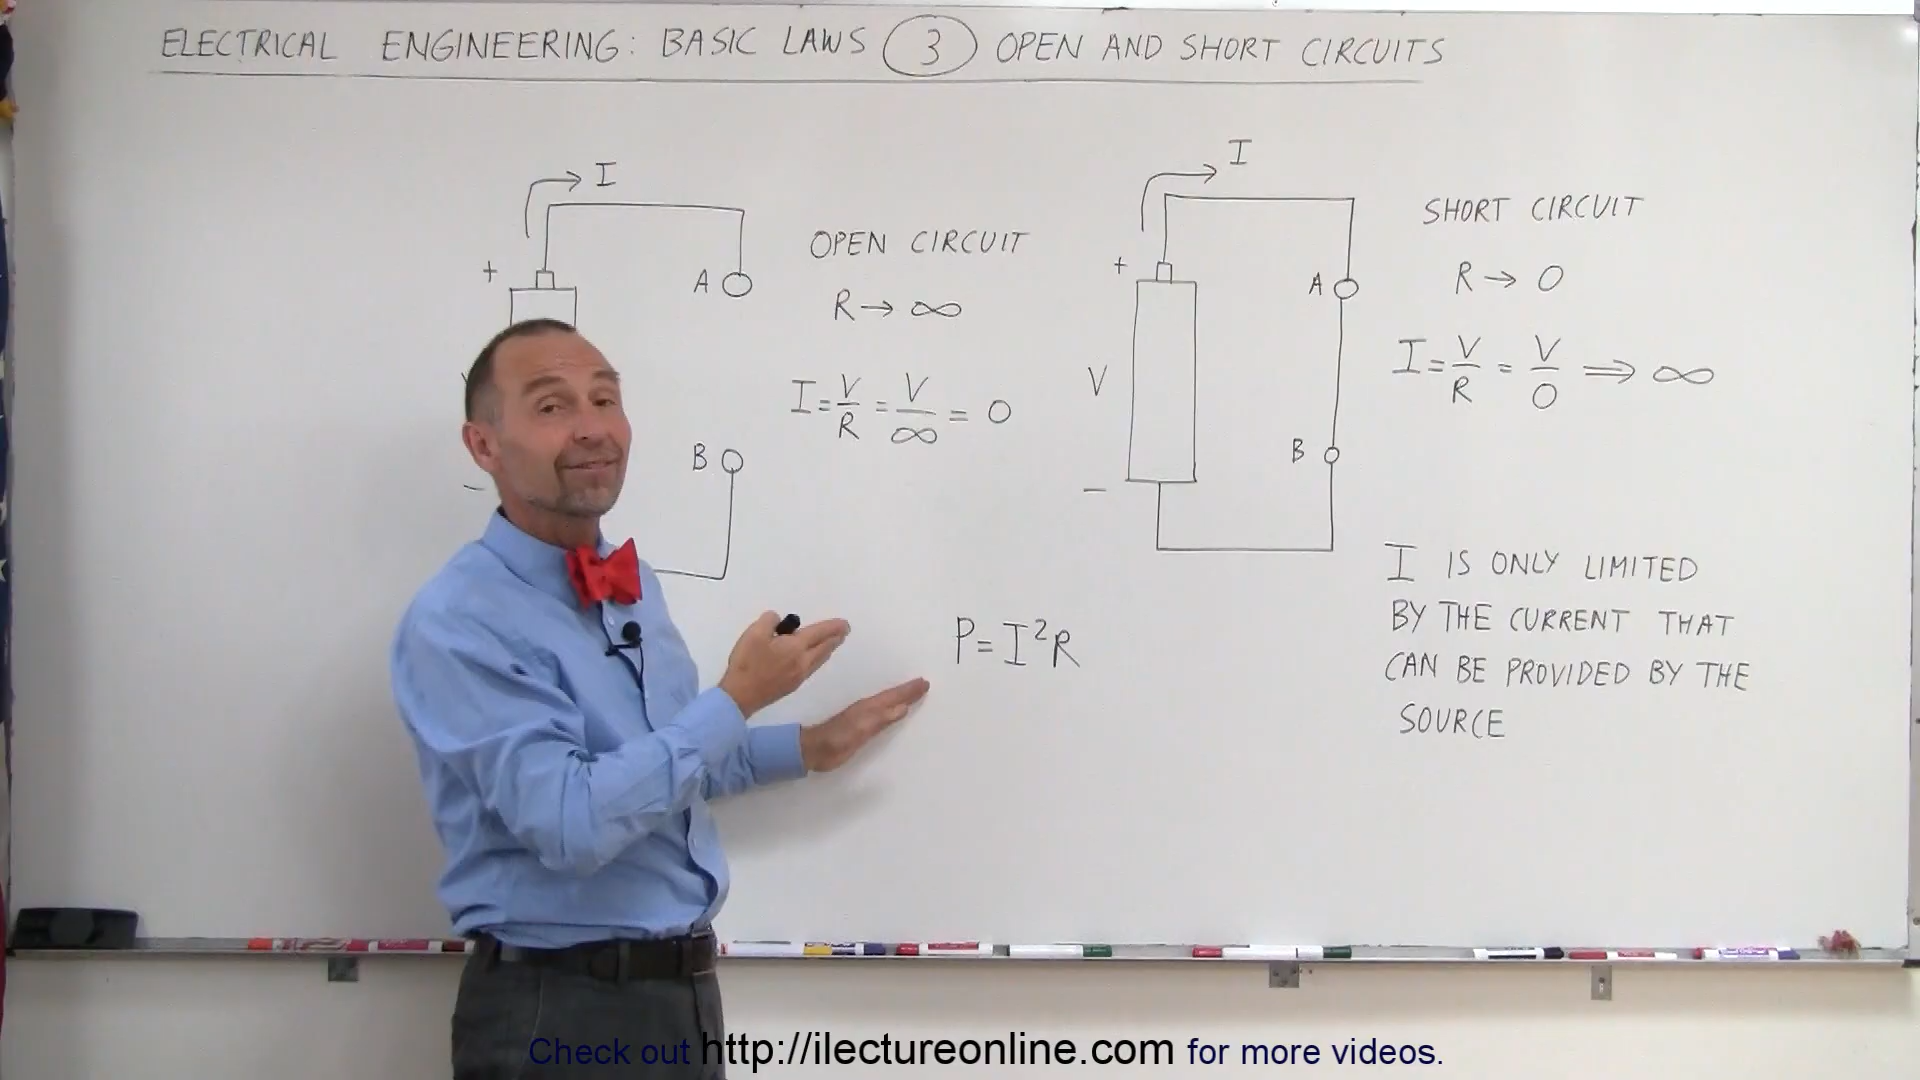 ELECTRICAL ENGINEERING: BASIC LAWS 3 OPEN AND SHORT CIRCUITS
I
+
A
B
-
OPEN CIRCUIT
R → ∞
I = V/R = V/∞ = 0
P = I²R
I
+
A
V
B
-
SHORT CIRCUIT
R → 0
I = V/R = V/0 ⟹ ∞
I IS ONLY LIMITED
BY THE CURRENT THAT
CAN BE PROVIDED BY THE
SOURCE
Check out http://ilectureonline.com for more videos.